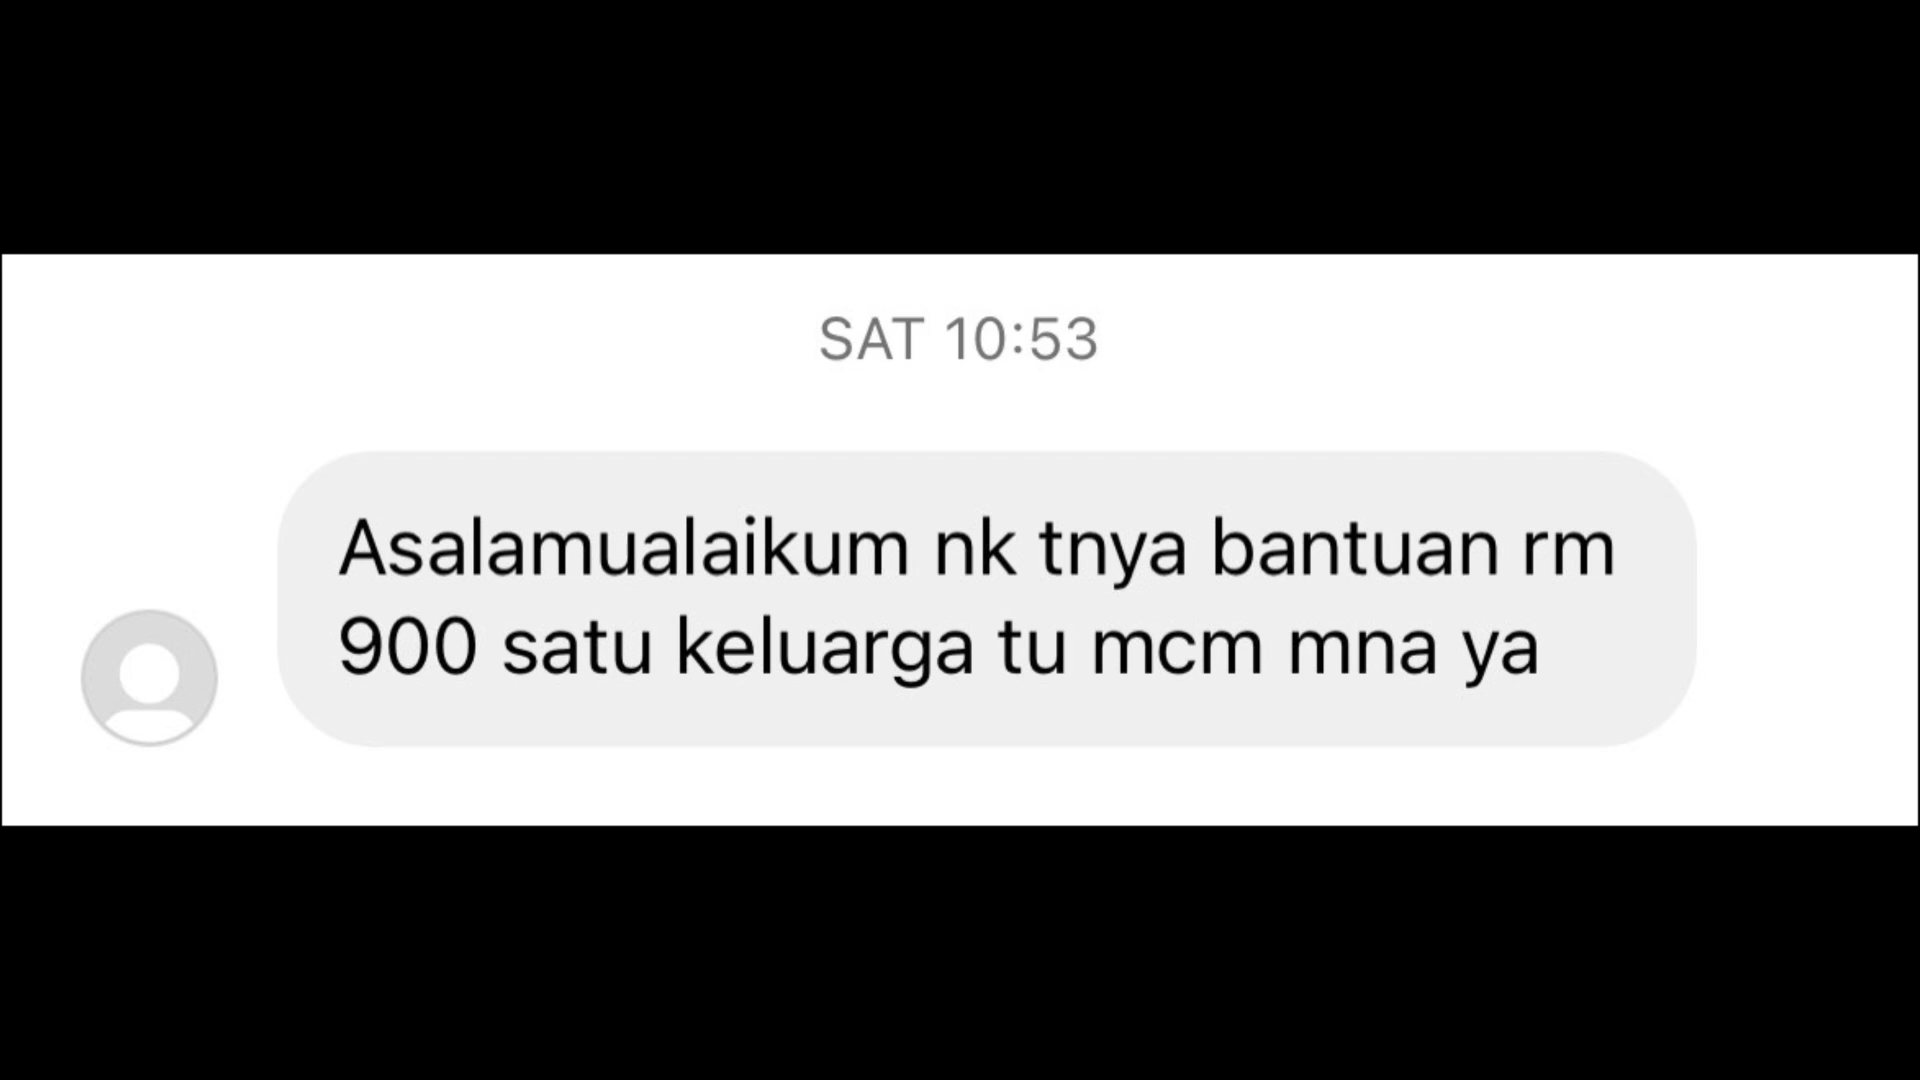 SAT 10:53
Asalamualaikum nk tnya bantuan rm
900 satu keluarga tu mcm mna ya